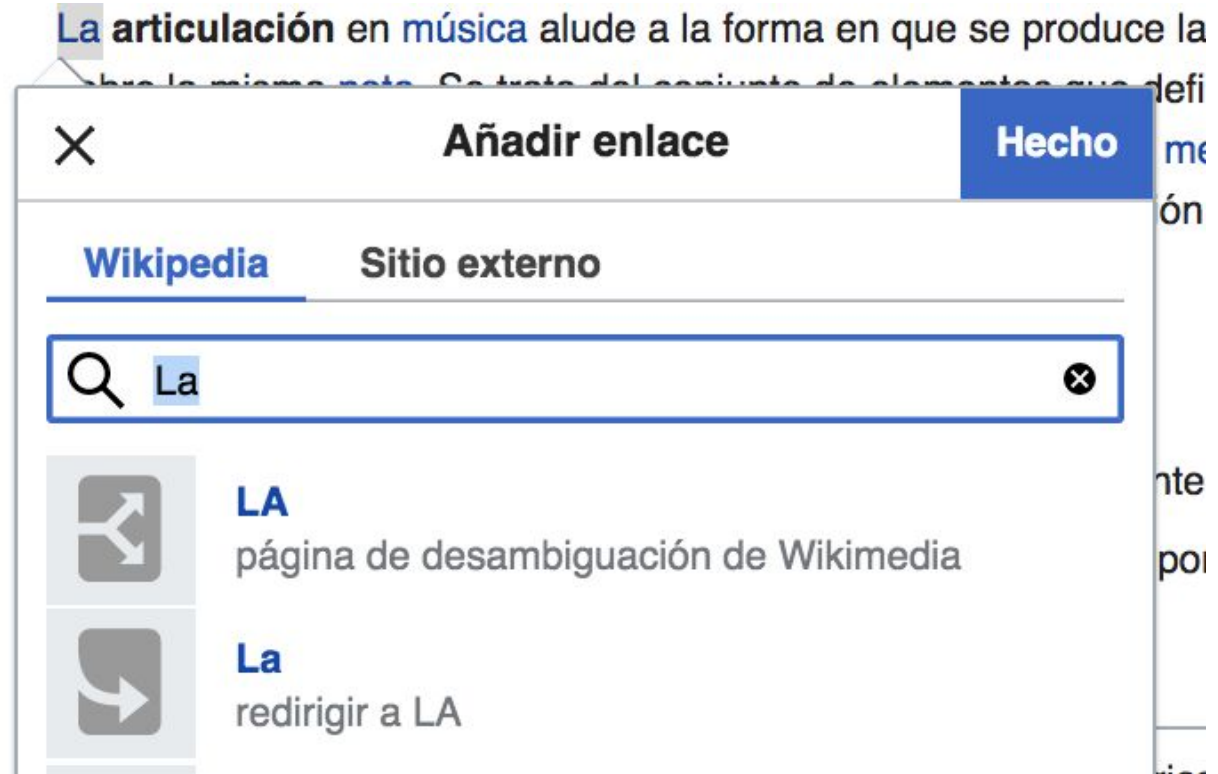 La articulación en música alude a la forma en que se produce la
Añadir enlace
Hecho
Wikipedia
Sitio externo
La
LA
página de desambiguación de Wikimedia
La
redirigir a LA